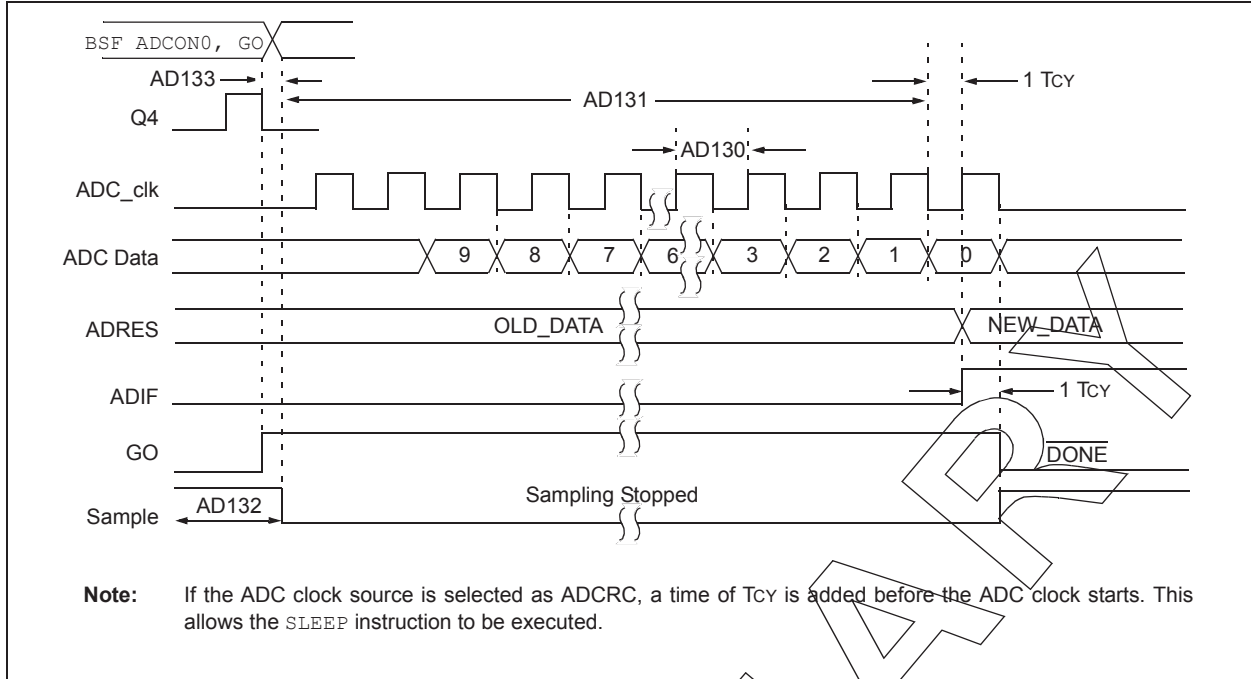 BSF ADCON0, GO
AD133
1 TCY
AD131
Q4
AD130
ADC_clk
ADC Data
9 8 7 6 3 2 1 0
ADRES
OLD_DATA
NEW_DATA
ADIF
1 TCY
GO
DONE
Sample
AD132
Sampling Stopped
Note: If the ADC clock source is selected as ADCRC, a time of TCY is added before the ADC clock starts. This
allows the SLEEP instruction to be executed.